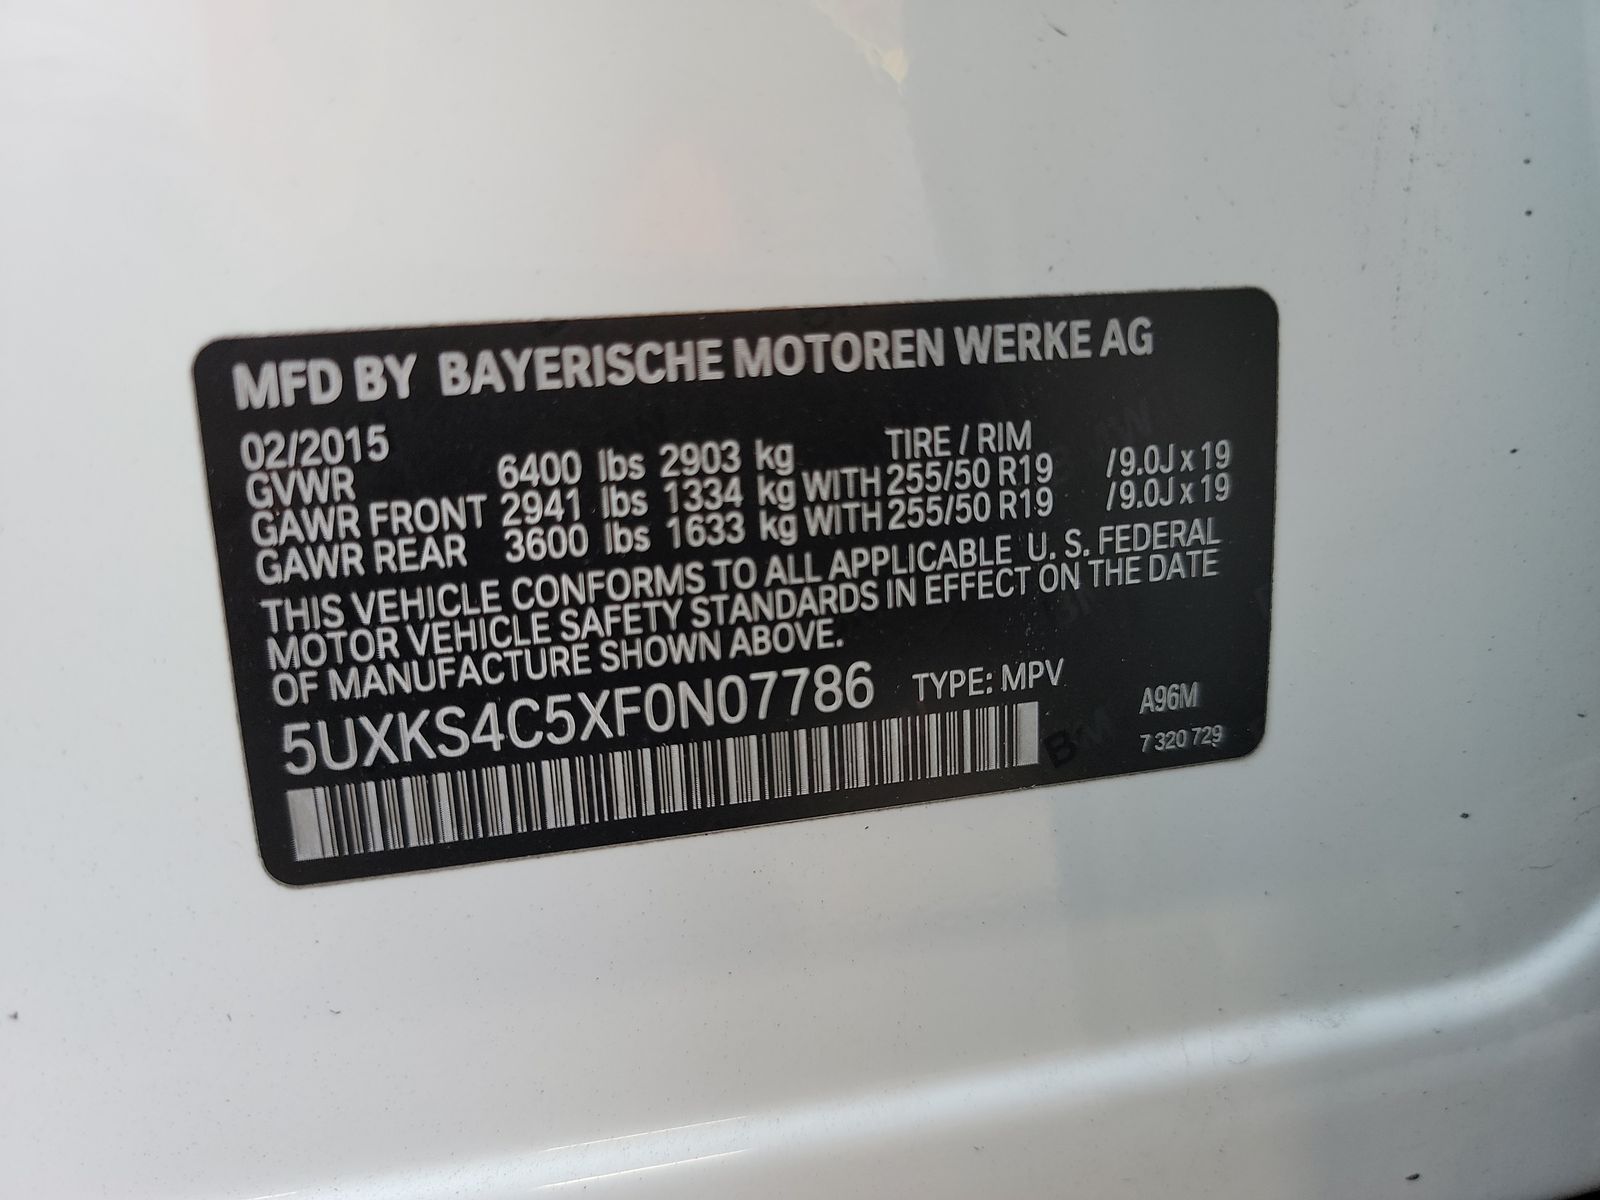 MFD BY BAYERISCHE MOTOREN WERKE AG
02/2015 TIRE / RIM
GVWR 6400 lbs 2903 kg
GAWR FRONT 2941 lbs 1334 kg WITH 255/50 R19 /9.0J x 19
GAWR REAR 3600 lbs 1633 kg WITH 255/50 R19 /9.0J x 19
THIS VEHICLE CONFORMS TO ALL APPLICABLE U. S. FEDERAL
MOTOR VEHICLE SAFETY STANDARDS IN EFFECT ON THE DATE
OF MANUFACTURE SHOWN ABOVE.
5UXKS4C5XF0N07786 TYPE: MPV A96M
7 320 729